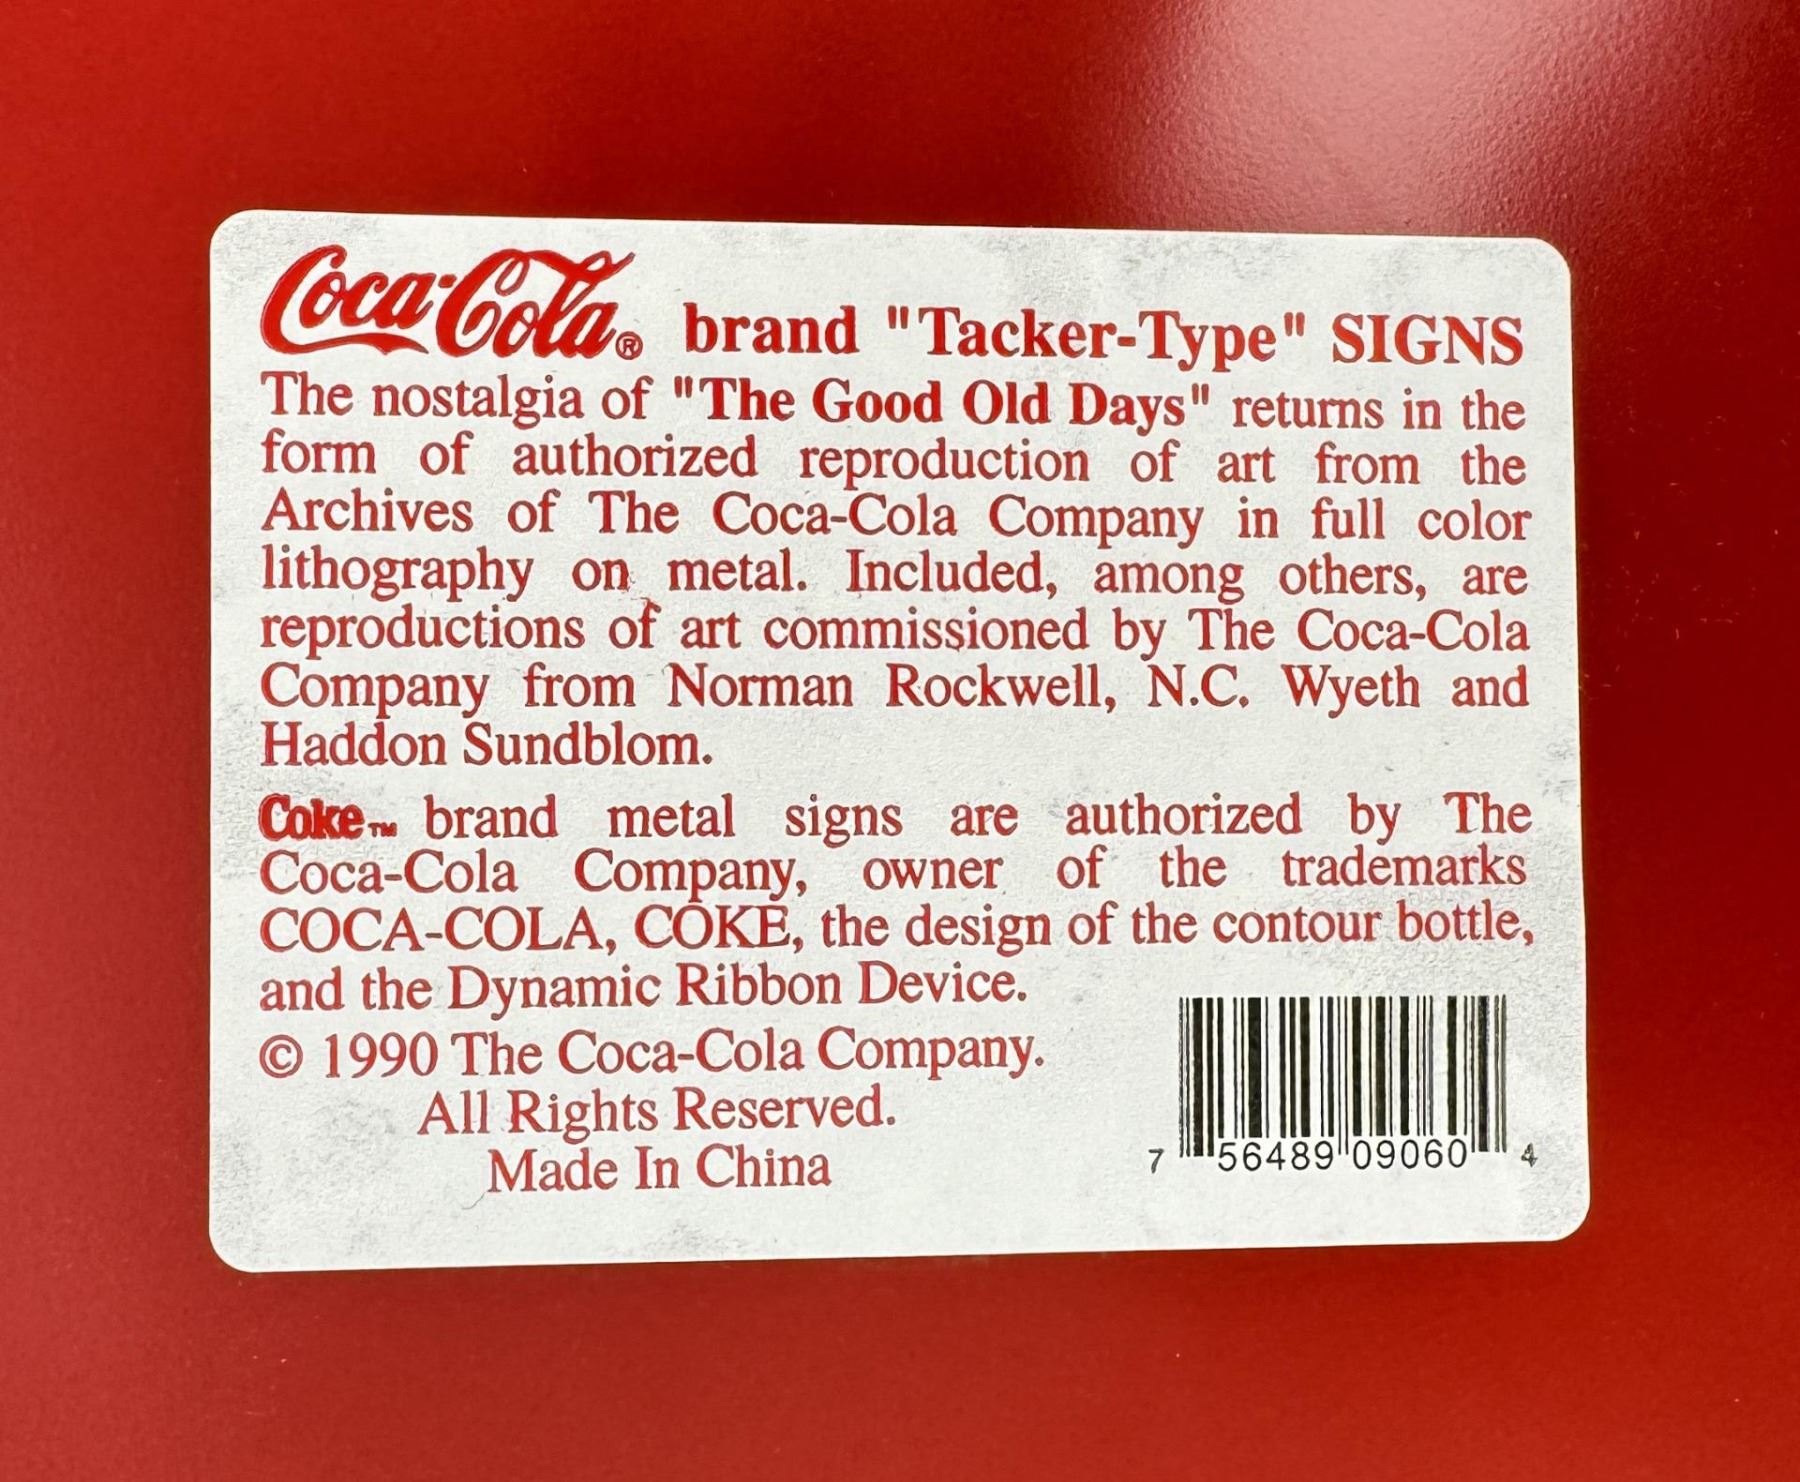 Coca-Cola® brand "Tacker-Type" SIGNS
The nostalgia of "The Good Old Days" returns in the
form of authorized reproduction of art from the
Archives of The Coca-Cola Company in full color
lithography on metal. Included, among others, are
reproductions of art commissioned by The Coca-Cola
Company from Norman Rockwell, N.C. Wyeth and
Haddon Sundblom.
Coke™ brand metal signs are authorized by The
Coca-Cola Company, owner of the trademarks
COCA-COLA, COKE, the design of the contour bottle,
and the Dynamic Ribbon Device.
© 1990 The Coca-Cola Company.
All Rights Reserved.
Made In China
7 56489 09060 4